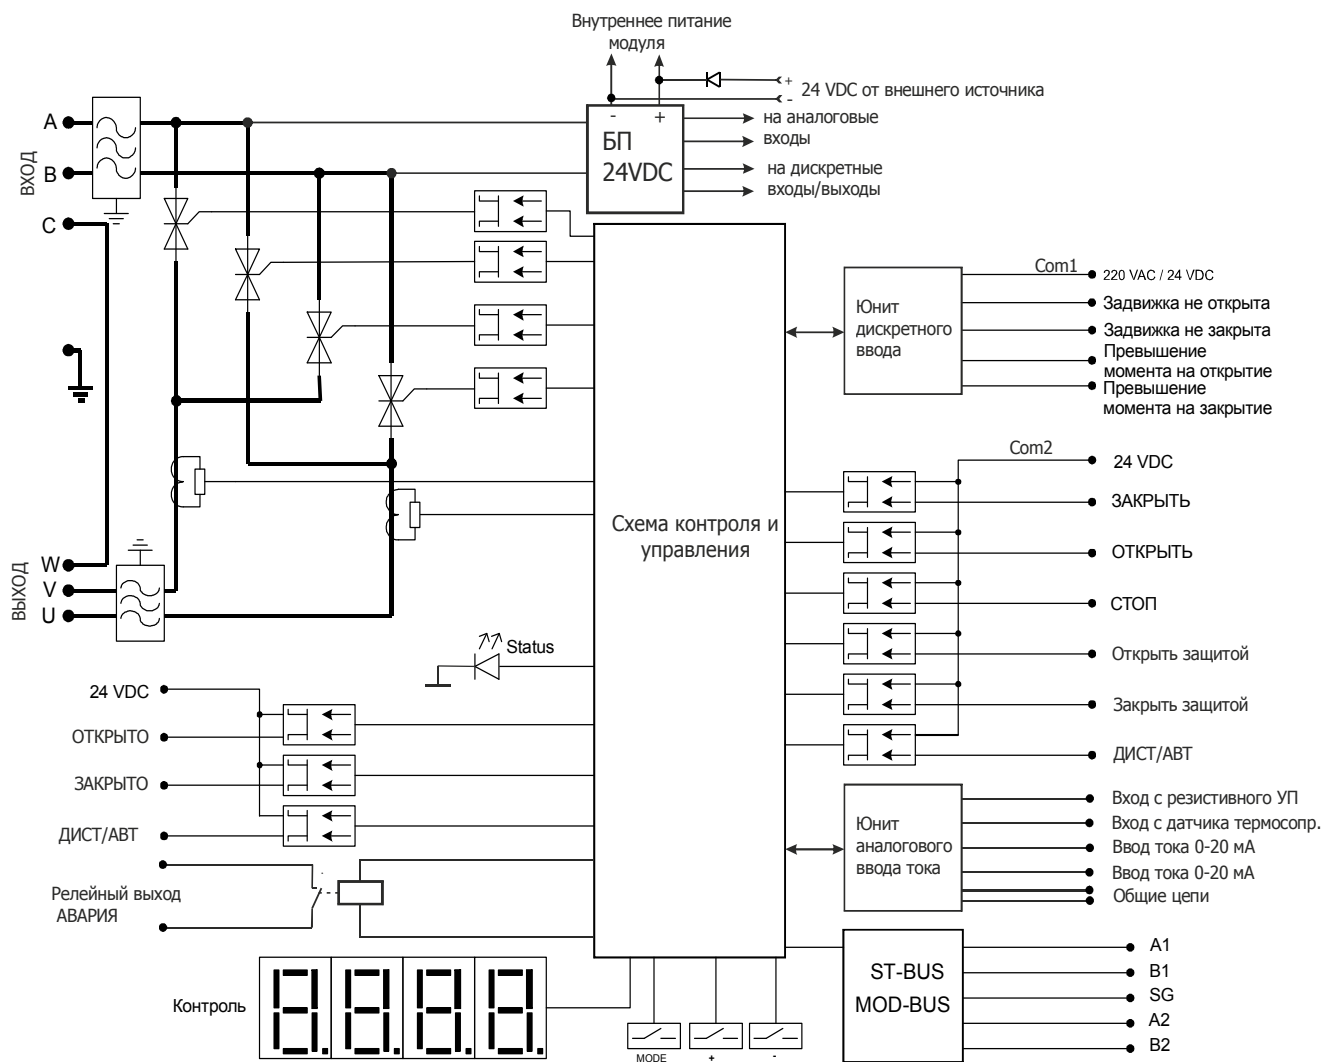 Внутреннее питание
модуля
+
24 VDC от внешнего источника
-
- +
БП
24VDC
на аналоговые
входы
на дискретные
входы/выходы
ВХОД
A
B
C
Com1
220 VAC / 24 VDC
Юнит
дискретного
ввода
Задвижка не открыта
Задвижка не закрыта
Превышение
момента на открытие
Превышение
момента на закрытие
Com2
24 VDC
ЗАКРЫТЬ
ОТКРЫТЬ
СТОП
Открыть защитой
Закрыть защитой
ДИСТ/АВТ
Схема контроля и
управления
ВЫХОД
W
V
U
Status
24 VDC
ОТКРЫТО
ЗАКРЫТО
ДИСТ/АВТ
Релейный выход
АВАРИЯ
Юнит
аналогового
ввода тока
Вход с резистивного УП
Вход с датчика термосопр.
Ввод тока 0-20 мА
Ввод тока 0-20 мА
Общие цепи
ST-BUS
MOD-BUS
A1
B1
SG
A2
B2
Контроль
8.8.8.8.
MODE
+
-